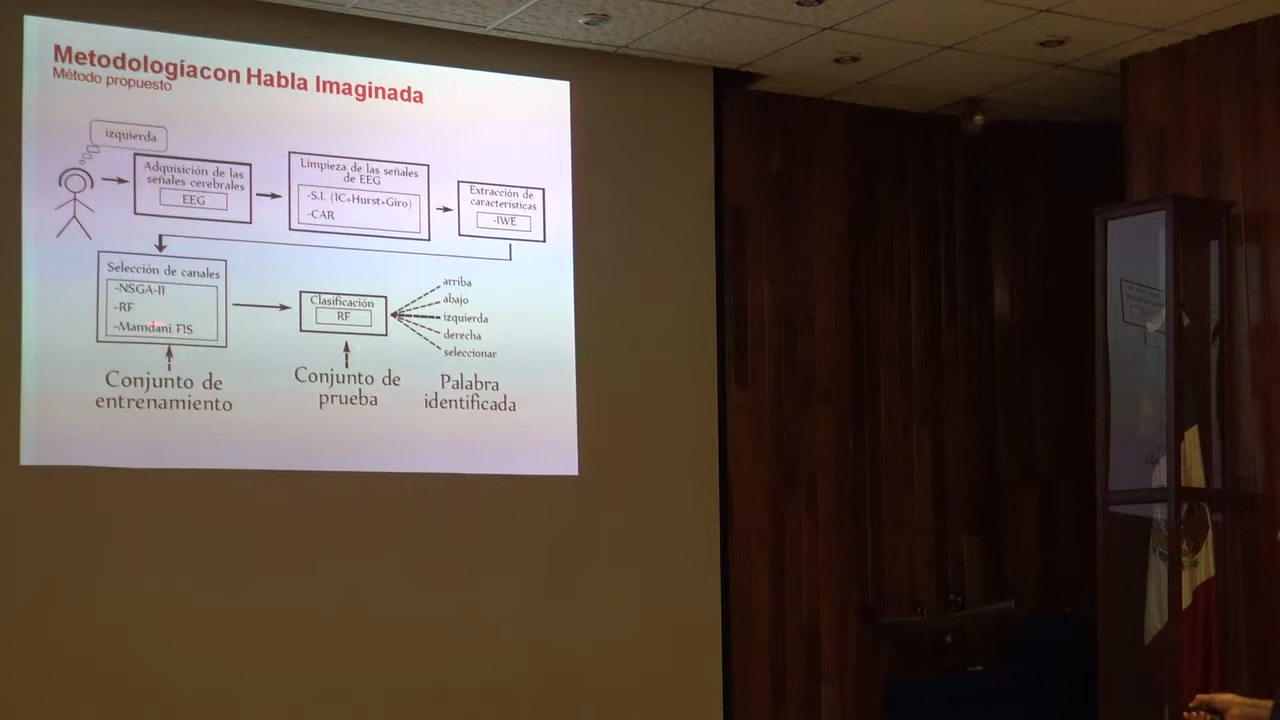 Metodologíacon Habla Imaginada
Método propuesto
izquierda
Adquisición de las
señales cerebrales
EEG
Limpieza de las señales
de EEG
-S.I. (IC+Hurst+Giro)
-CAR
Extracción de
características
-IWE
Selección de canales
-NSGA-II
-RF
-Mamdani FIS
Clasificación
RF
arriba
abajo
izquierda
derecha
seleccionar
Conjunto de
entrenamiento
Conjunto de
prueba
Palabra
identificada